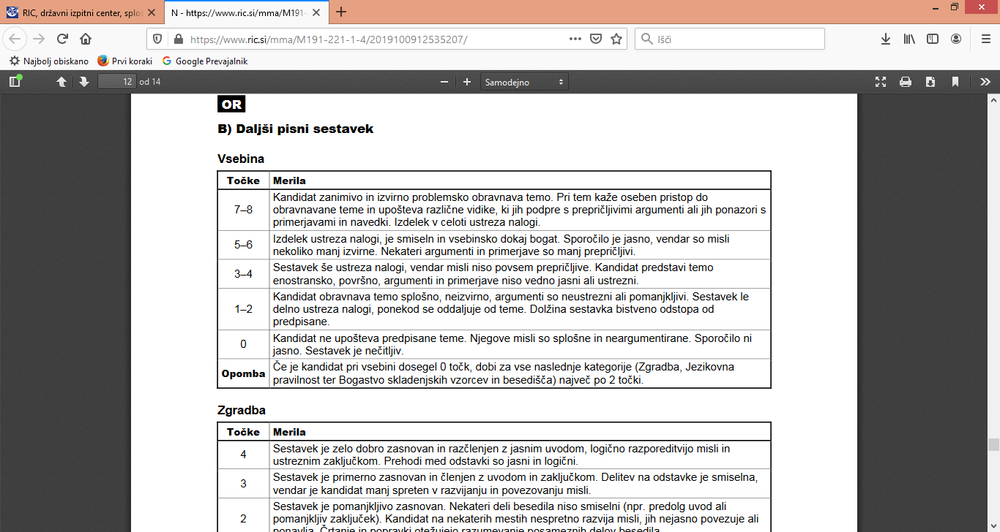 RIC, državni izpitni center, splo
N - https://www.ric.si/mma/M191-
https://www.ric.si/mma/M191-221-1-4/2019100912535207/
Išči
Najbolj obiskano
Prvi koraki
Google Prevajalnik
12 od 14
Samodejno
OR
B) Daljši pisni sestavek
Vsebina
Točke Merila
7–8
Kandidat zanimivo in izvirno problemsko obravnava temo. Pri tem kaže oseben pristop do
obravnavane teme in upošteva različne vidike, ki jih podpre s prepričljivimi argumenti ali jih ponazori s
primerjavami in navedki. Izdelek v celoti ustreza nalogi.
5–6
Izdelek ustreza nalogi, je smiseln in vsebinsko dokaj bogat. Sporočilo je jasno, vendar so misli
nekoliko manj izvirne. Nekateri argumenti in primerjave so manj prepričljivi.
3–4
Sestavek še ustreza nalogi, vendar misli niso povsem prepričljive. Kandidat predstavi temo
enostransko, površno, argumenti in primerjave niso vedno jasni ali ustrezni.
1–2
Kandidat obravnava temo splošno, neizvirno, argumenti so neustrezni ali pomanjkljivi. Sestavek le
delno ustreza nalogi, ponekod se oddaljuje od teme. Dolžina sestavka bistveno odstopa od
predpisane.
0
Kandidat ne upošteva predpisane teme. Njegove misli so splošne in neargumentirane. Sporočilo ni
jasno. Sestavek je nečitljiv.
Opomba
Če je kandidat pri vsebini dosegel 0 točk, dobi za vse naslednje kategorije (Zgradba, Jezikovna
pravilnost ter Bogastvo skladenjskih vzorcev in besedišča) največ po 2 točki.
Zgradba
Točke Merila
4
Sestavek je zelo dobro zasnovan in razčlenjen z jasnim uvodom, logično razporeditvijo misli in
ustreznim zaključkom. Prehodi med odstavki so jasni in logični.
3
Sestavek je primerno zasnovan in členjen z uvodom in zaključkom. Delitev na odstavke je smiselna,
vendar je kandidat manj spreten v razvijanju in povezovanju misli.
2
Sestavek je pomanjkljivo zasnovan. Nekateri deli besedila niso smiselni (npr. predolg uvod ali
pomanjkljiv zaključek). Kandidat na nekaterih mestih nespretno razvija misli, jih nejasno povezuje ali
ponavlja. Črtanje in popravki otežujejo razumevanje posameznih delov besedila.